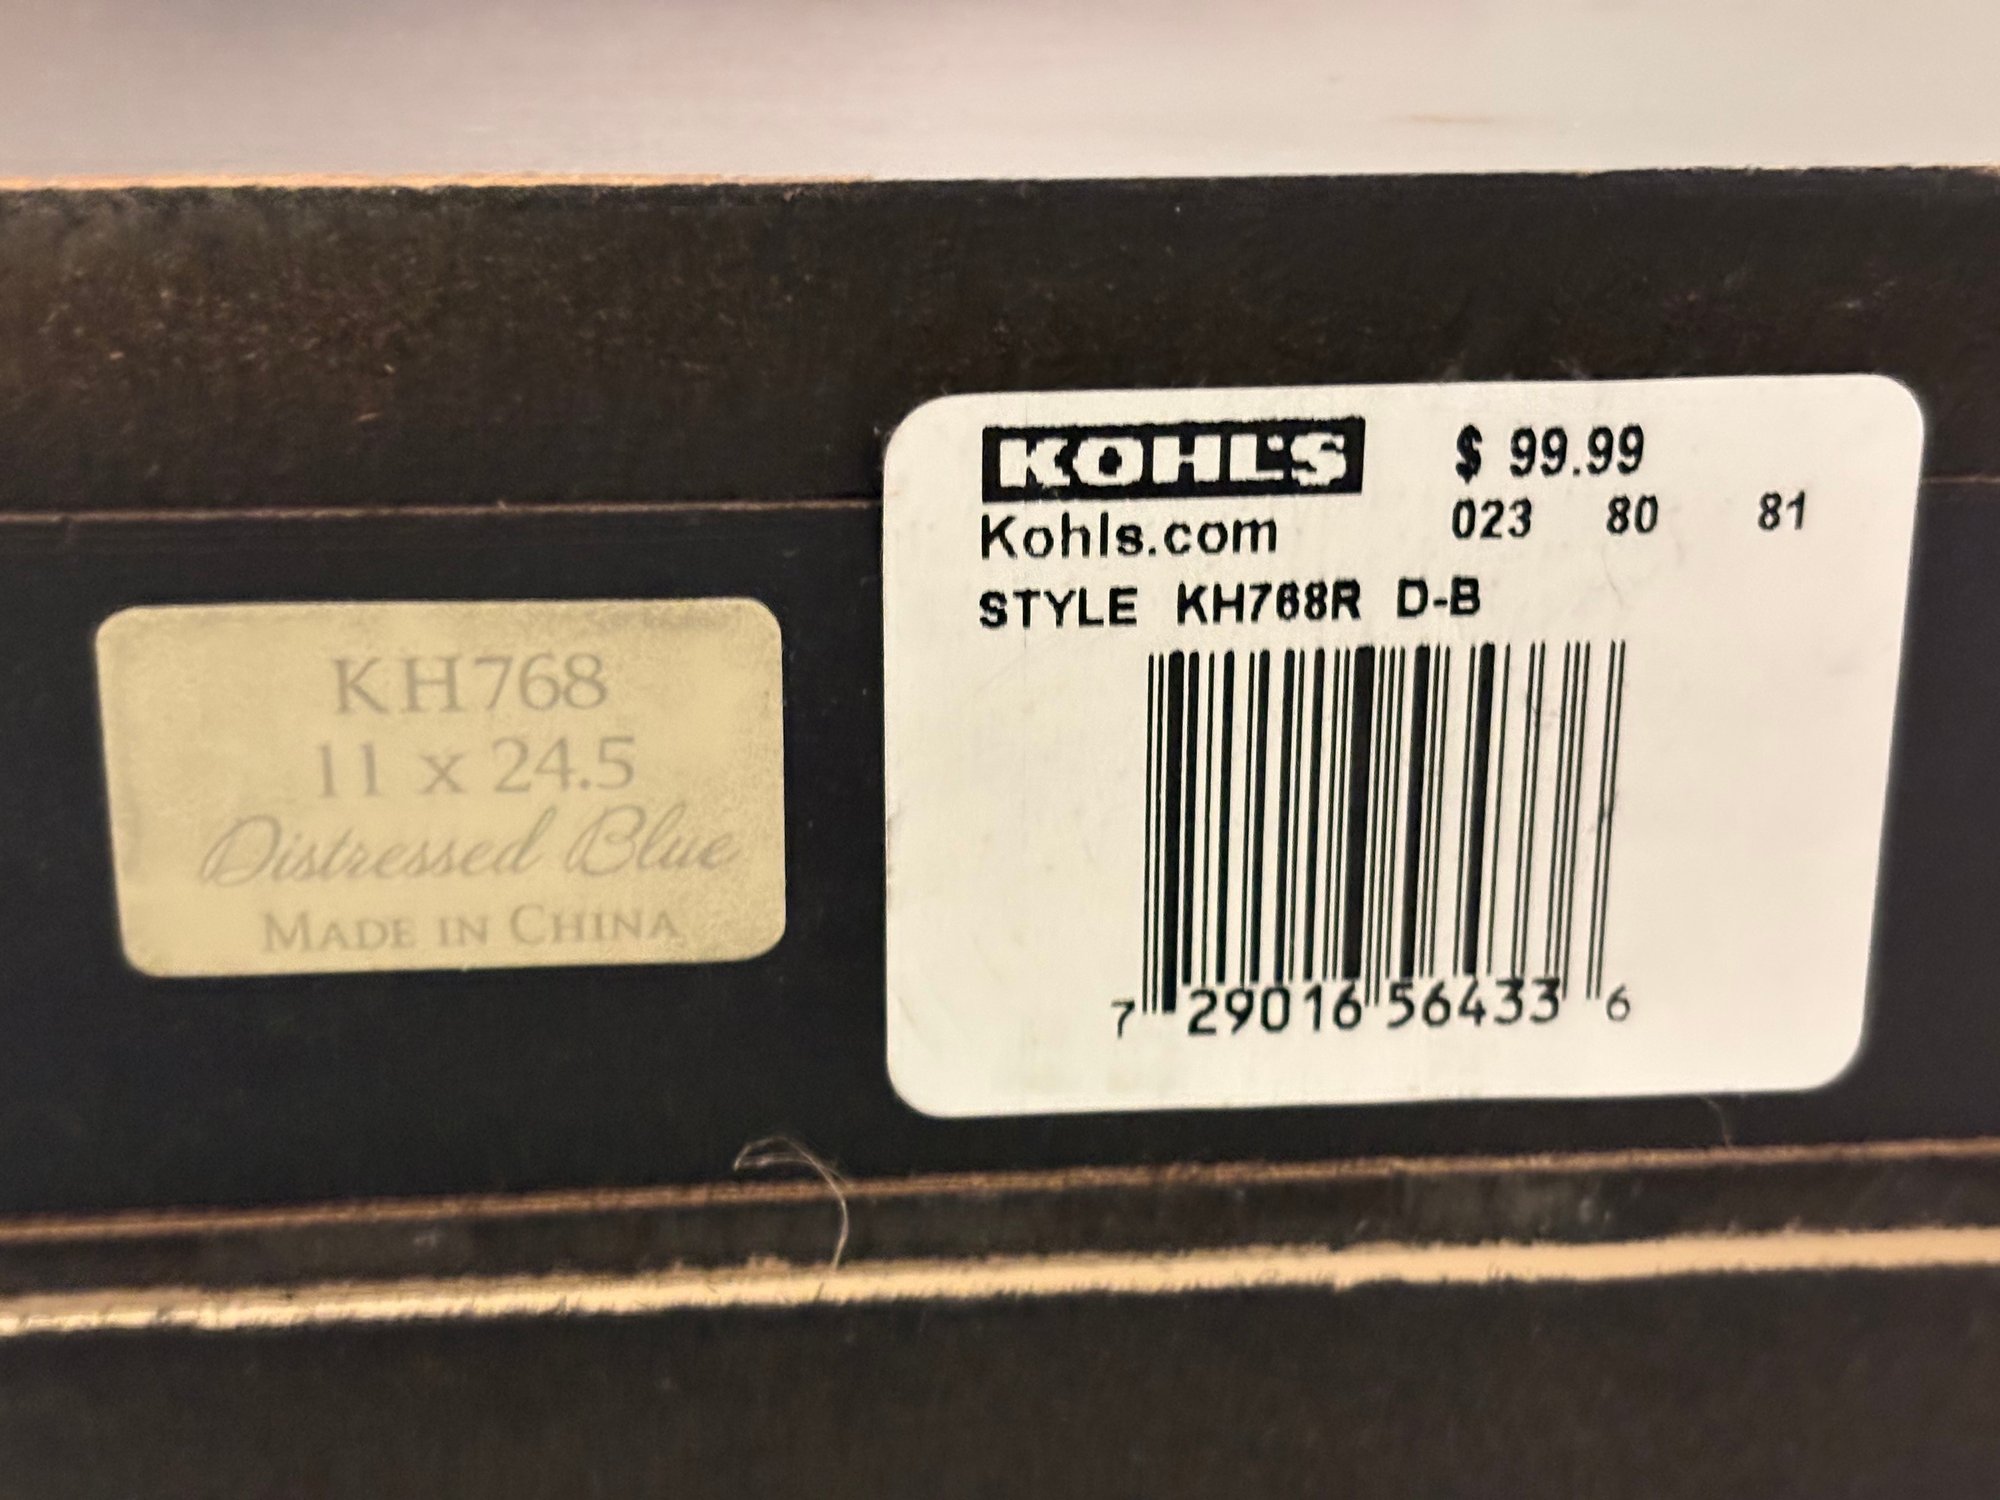 KH768
11 x 24.5
Distressed Blue
MADE IN CHINA
KOHL'S
$ 99.99
Kohls.com
023 80 81
STYLE KH768R D-B
7 29016 56433 6